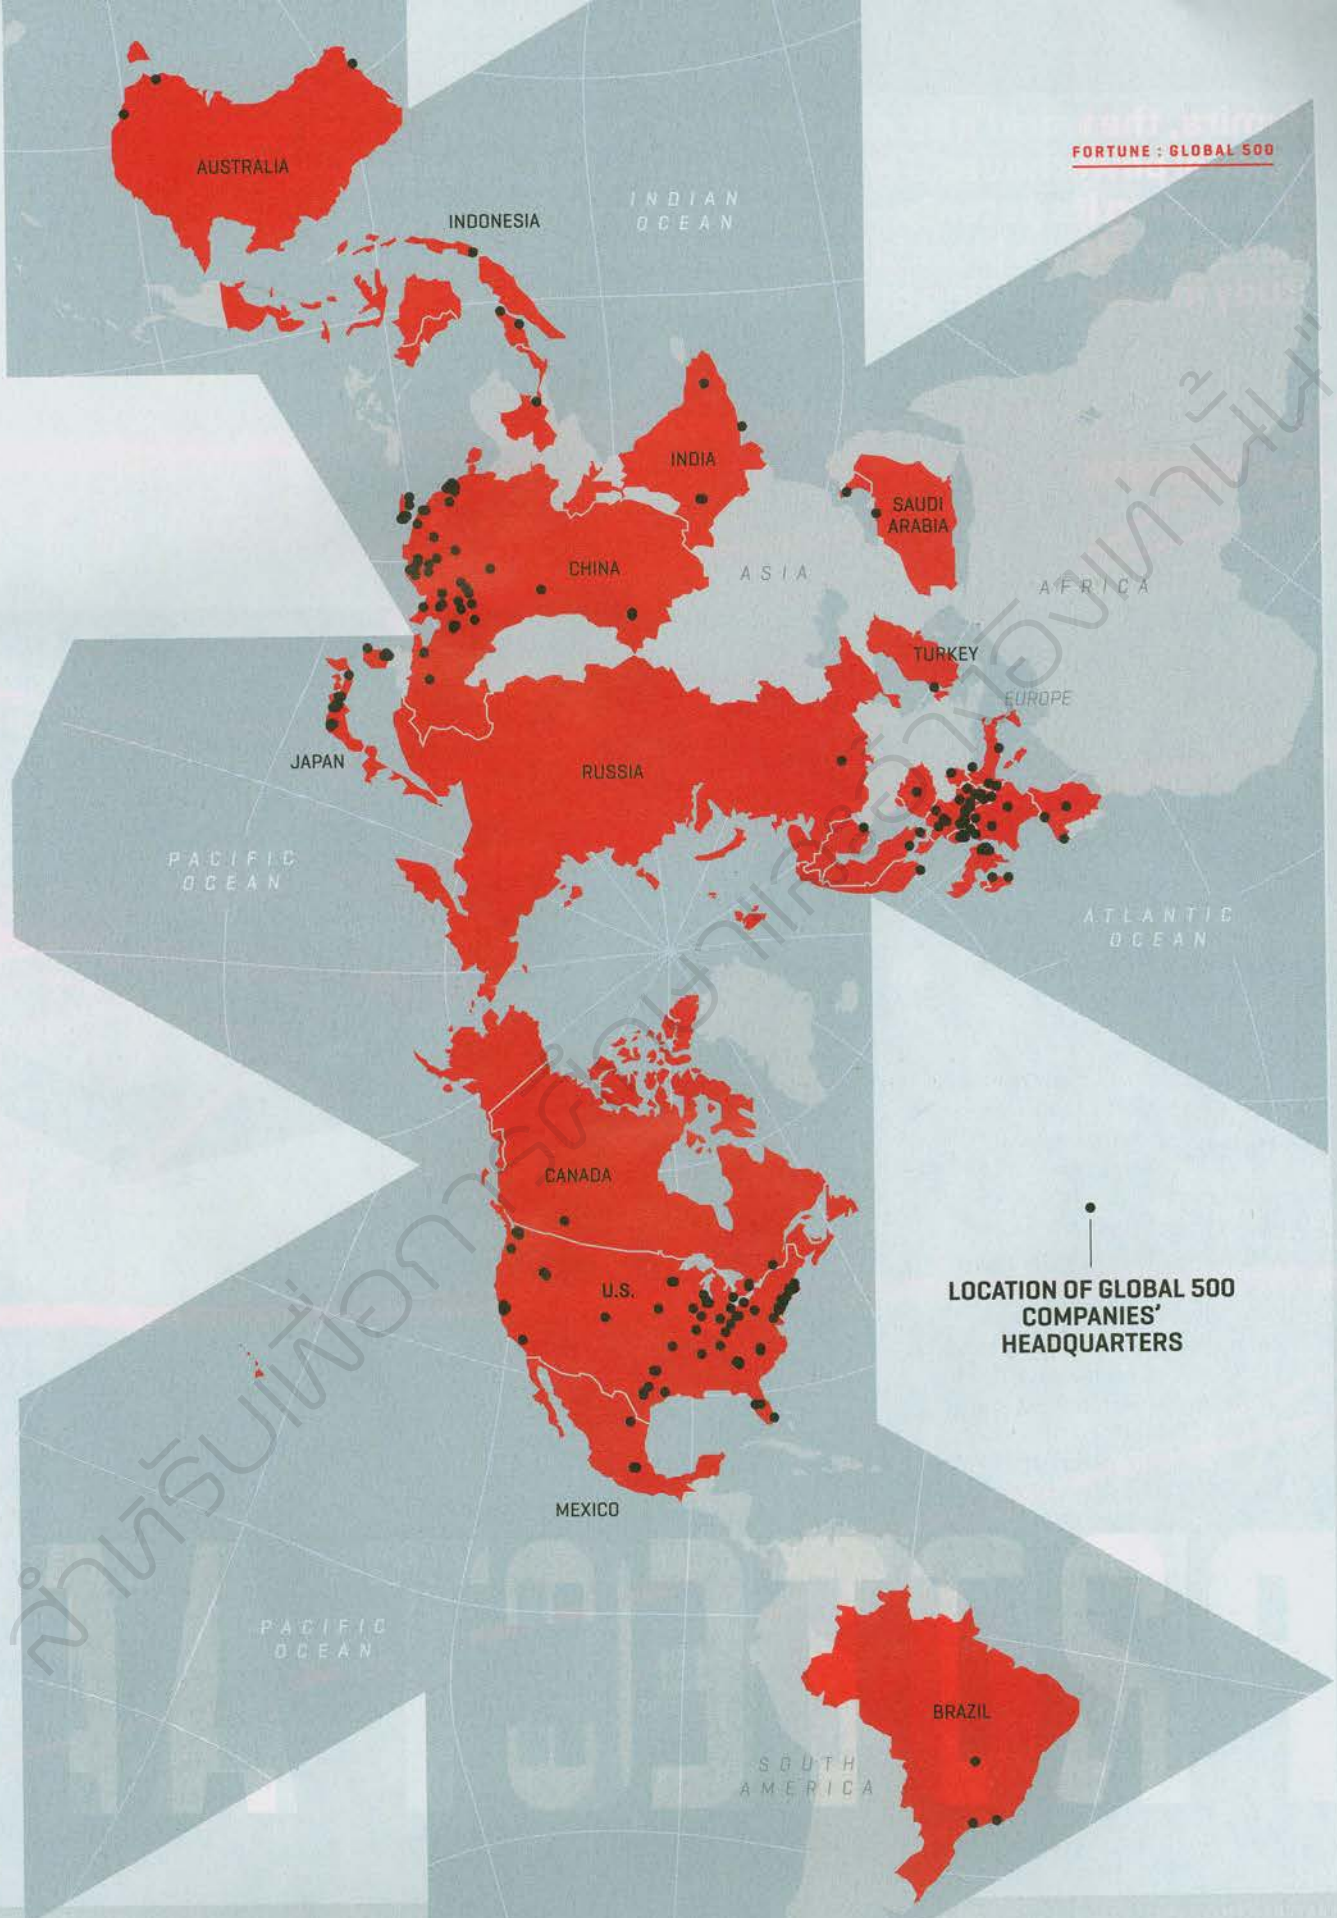 FORTUNE : GLOBAL 500
AUSTRALIA
INDIAN
OCEAN
INDONESIA
INDIA
SAUDI
ARABIA
CHINA
ASIA
AFRICA
TURKEY
EUROPE
JAPAN
RUSSIA
PACIFIC
OCEAN
ATLANTIC
OCEAN
CANADA
U.S.
LOCATION OF GLOBAL 500
COMPANIES'
HEADQUARTERS
MEXICO
PACIFIC
OCEAN
BRAZIL
SOUTH
AMERICA